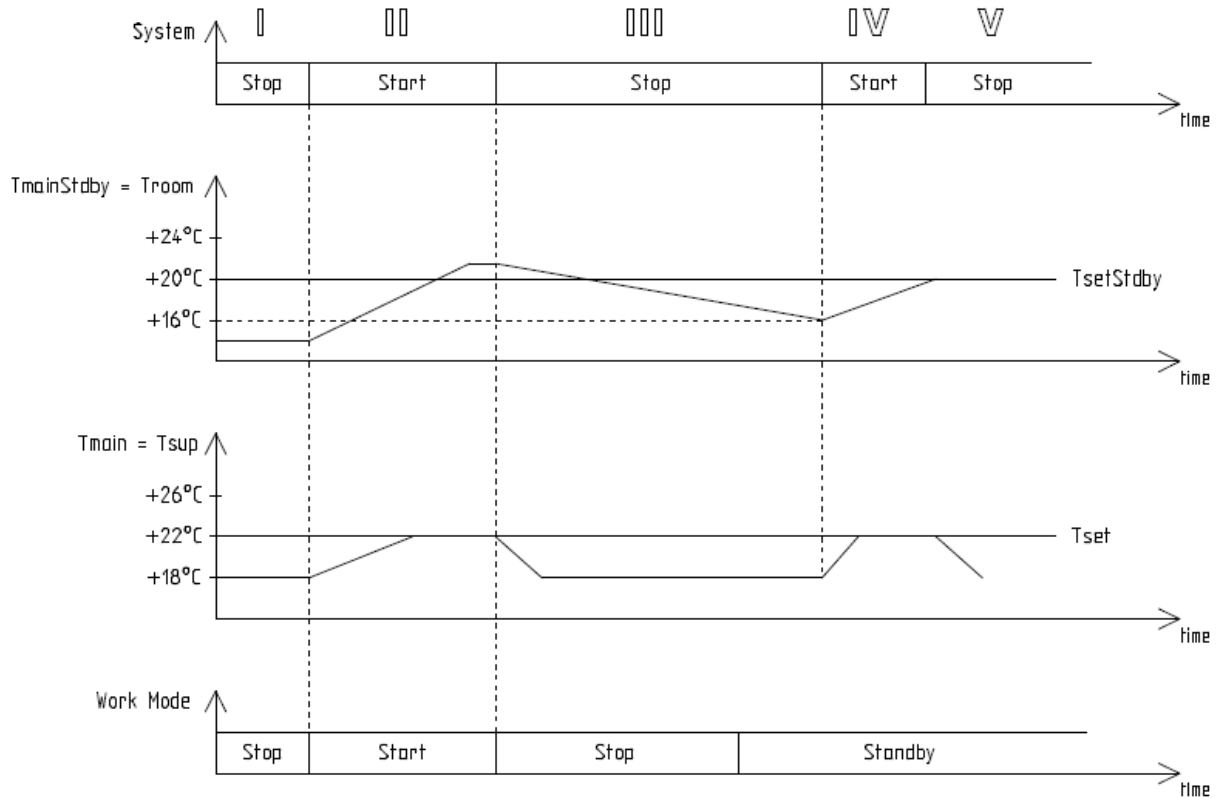 System I II III IV V
Stop Start Stop Start Stop
time
TmainStdby = Troom
+24°C
+20°C TsetStdby
+16°C
time
Tmain = Tsup
+26°C
+22°C Tset
+18°C
time
Work Mode
Stop Start Stop Standby
time